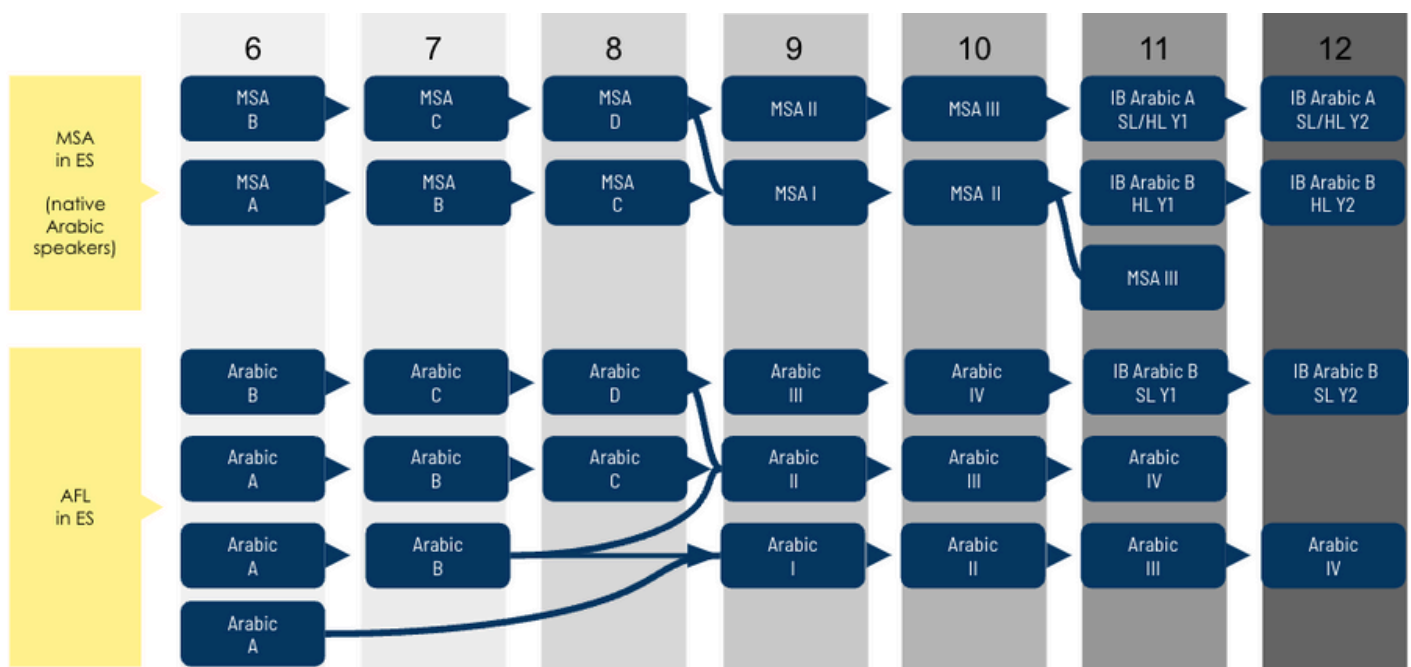 6
7
8
9
10
11
12
MSA
in ES
(native
Arabic
speakers)
MSA
B
MSA
C
MSA
D
MSA II
MSA III
IB Arabic A
SL/HL Y1
IB Arabic A
SL/HL Y2
MSA
A
MSA
B
MSA
C
MSA I
MSA II
IB Arabic B
HL Y1
IB Arabic B
HL Y2
MSA III
AFL
in ES
Arabic
B
Arabic
C
Arabic
D
Arabic
III
Arabic
IV
IB Arabic B
SL Y1
IB Arabic B
SL Y2
Arabic
A
Arabic
B
Arabic
C
Arabic
II
Arabic
III
Arabic
IV
Arabic
A
Arabic
B
Arabic
I
Arabic
II
Arabic
III
Arabic
IV
Arabic
A